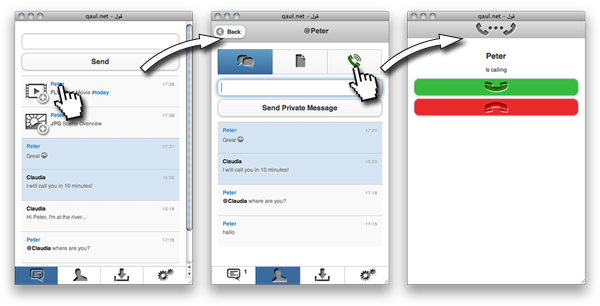 qaul.net – قول
Send
Peter 17:39
Movie #today
Peter 17:38
JPG Overview
Peter 17:21
Great
Claudia 15:20
I will call you in 10 minutes!
Claudia 15:19
Hi Peter, I'm at the river...
Peter 17:18
@Claudia where are you?
qaul.net – قول
Back @Peter
Send Private Message
Peter 17:21
Great
Claudia 15:20
I will call you in 10 minutes!
Peter 17:18
@Claudia where are you?
Peter 17:15
hallo
1
qaul.net – قول
Peter
is calling